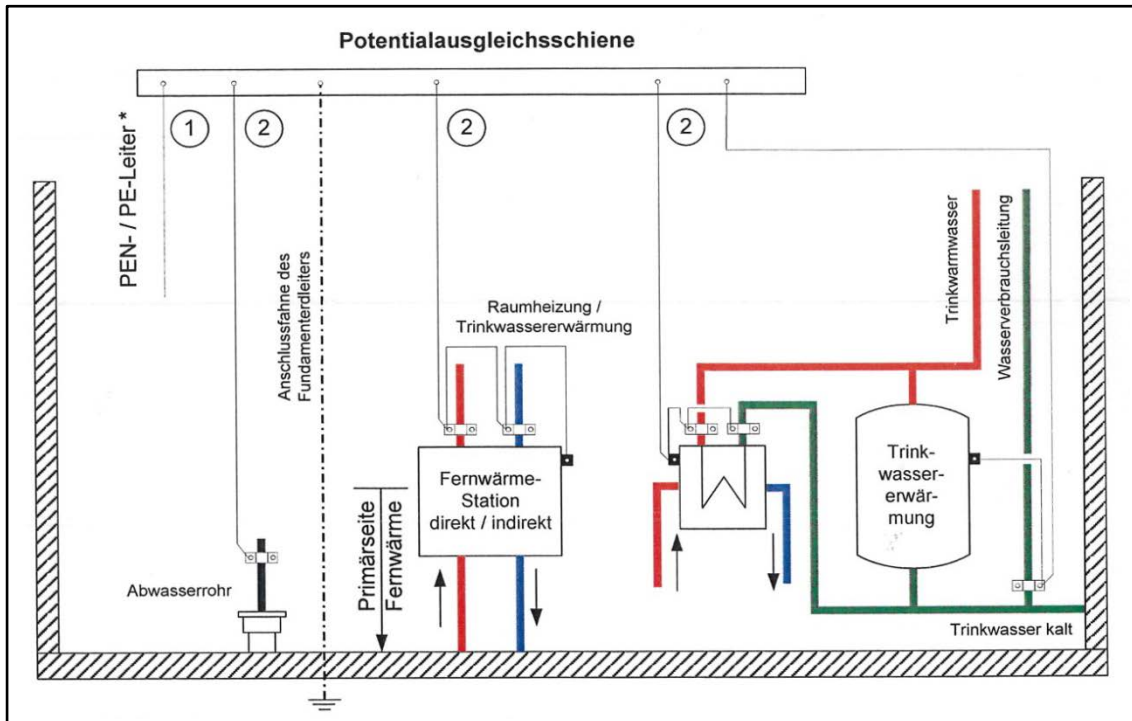 Potentialausgleichsschiene
PEN- / PE-Leiter *
1
2
2
2
Anschlussfahne des
Fundamenterdleiters
Raumheizung /
Trinkwassererwärmung
Trinkwarmwasser
Wasserverbrauchsleitung
Fernwärme-
Station
direkt / indirekt
Primärseite
Fernwärme
Trink-
wasser-
erwär-
mung
Abwasserrohr
Trinkwasser kalt